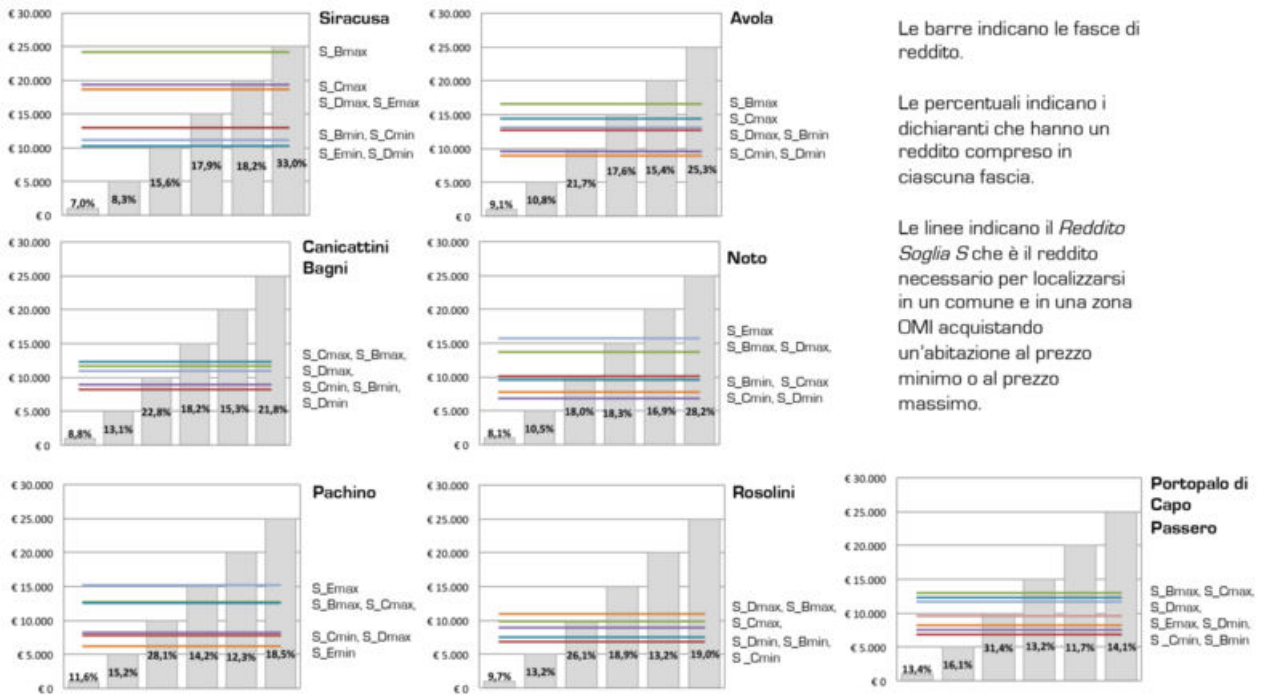 Siracusa
€ 30.000
€ 25.000
€ 20.000
€ 15.000
€ 10.000
€ 5.000
€ 0
7,0%
8,3%
15,6%
17,9%
18,2%
33,0%
S_Bmax
S_Cmax
S_Dmax, S_Emax
S_Bmin, S_Cmin
S_Emin, S_Dmin
Avola
€ 30.000
€ 25.000
€ 20.000
€ 15.000
€ 10.000
€ 5.000
€ 0
9,1%
10,8%
21,7%
17,6%
15,4%
25,3%
S_Bmax
S_Cmax
S_Dmax, S_Bmin
S_Cmin, S_Dmin
Le barre indicano le fasce di
reddito.
Le percentuali indicano i
dichiaranti che hanno un
reddito compreso in
ciascuna fascia.
Le linee indicano il Reddito
Soglia S che è il reddito
necessario per localizzarsi
in un comune e in una zona
OMI acquistando
un'abitazione al prezzo
minimo o al prezzo
massimo.
Canicattini
Bagni
€ 30.000
€ 25.000
€ 20.000
€ 15.000
€ 10.000
€ 5.000
€ 0
8,8%
13,1%
22,8%
18,2%
15,3%
21,8%
S_Cmax, S_Bmax,
S_Dmax,
S_Cmin, S_Bmin,
S_Dmin
Noto
€ 30.000
€ 25.000
€ 20.000
€ 15.000
€ 10.000
€ 5.000
€ 0
8,1%
10,5%
18,0%
18,3%
16,9%
28,2%
S_Emax
S_Bmax, S_Dmax,
S_Bmin, S_Cmax
S_Cmin, S_Dmin
Pachino
€ 30.000
€ 25.000
€ 20.000
€ 15.000
€ 10.000
€ 5.000
€ 0
11,6%
15,2%
28,1%
14,2%
12,3%
18,5%
S_Emax
S_Bmax, S_Cmax,
S_Cmin, S_Dmax
S_Emin
Rosolini
€ 30.000
€ 25.000
€ 20.000
€ 15.000
€ 10.000
€ 5.000
€ 0
9,7%
13,2%
26,1%
18,9%
13,2%
19,0%
S_Dmax, S_Bmax,
S_Cmax,
S_Dmin, S_Bmin,
S _Cmin
Portopalo di
Capo
Passero
€ 30.000
€ 25.000
€ 20.000
€ 15.000
€ 10.000
€ 5.000
€ 0
13,4%
16,1%
31,4%
13,2%
11,7%
14,1%
S_Bmax, S_Cmax,
S_Dmax,
S_Emax, S_Dmin,
S _Cmin, S_Bmin